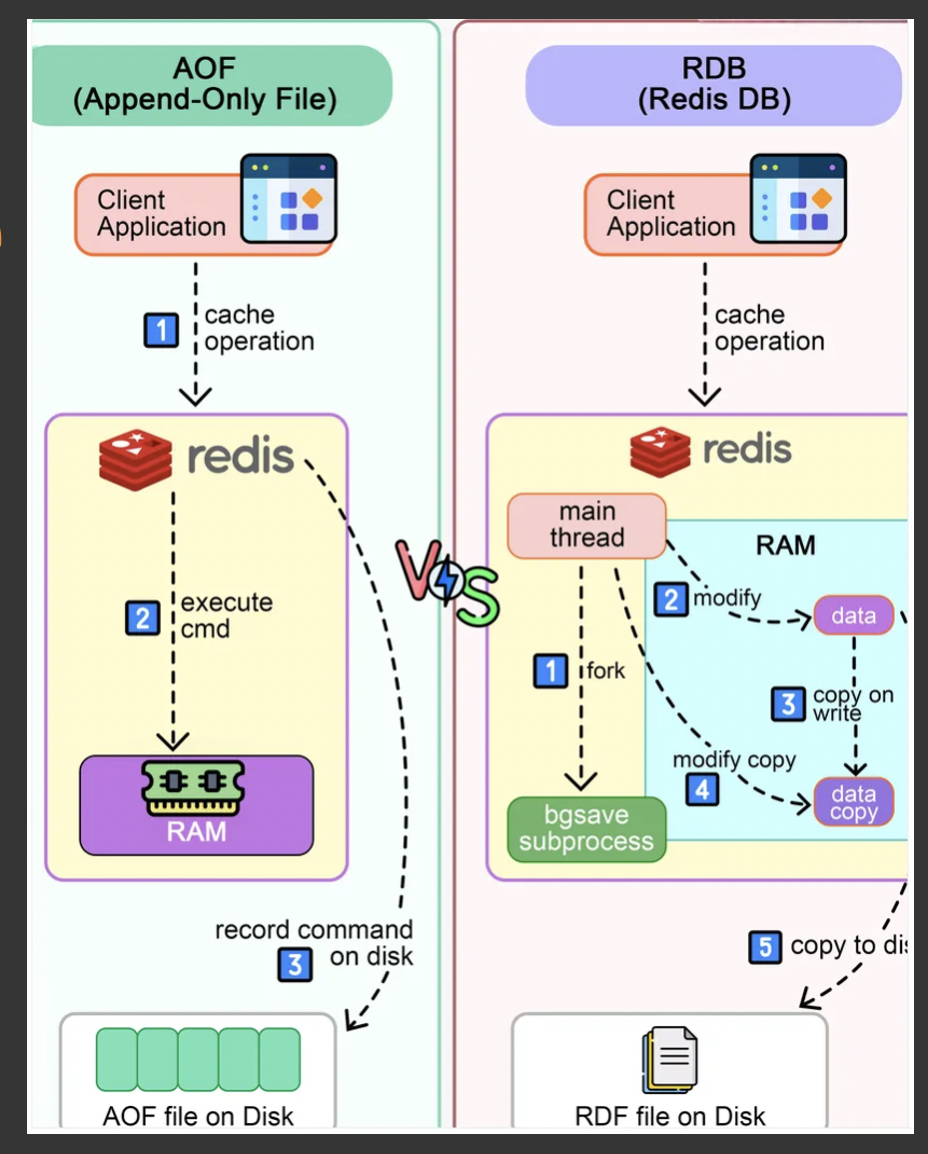 AOF
(Append-Only File)
Client
Application
1
cache
operation
redis
2
execute
cmd
RAM
record command
3
on disk
AOF file on Disk
VS
RDB
(Redis DB)
Client
Application
cache
operation
redis
main
thread
RAM
2
modify
data
1
fork
3
copy on
write
modify copy
4
data
copy
bgsave
subprocess
5
copy to dis
RDF file on Disk